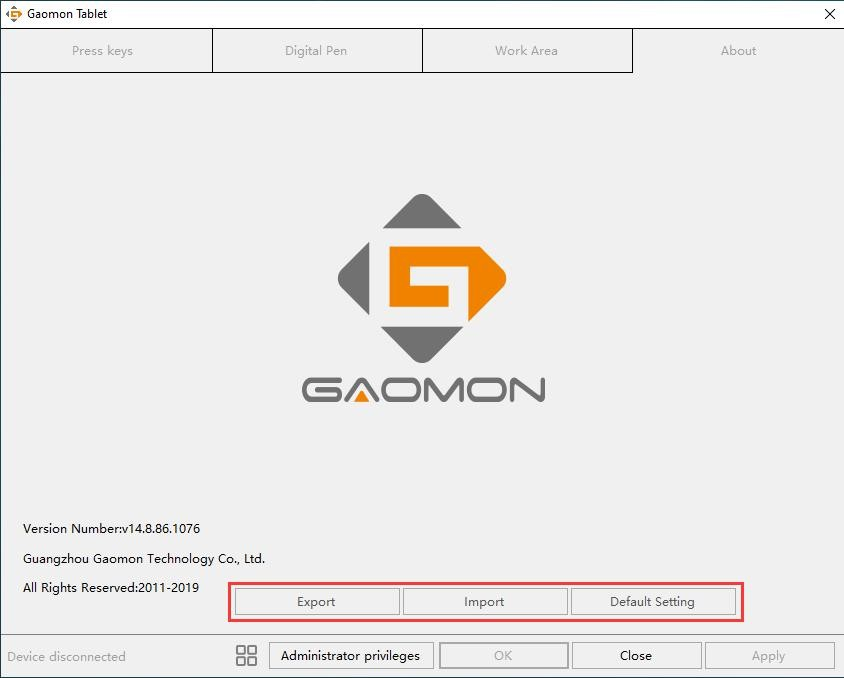 Gaomon Tablet
Press keys Digital Pen Work Area About
GAOMON
Version Number:v14.8.86.1076
Guangzhou Gaomon Technology Co., Ltd.
All Rights Reserved:2011-2019
Export Import Default Setting
Device disconnected Administrator privileges OK Close Apply